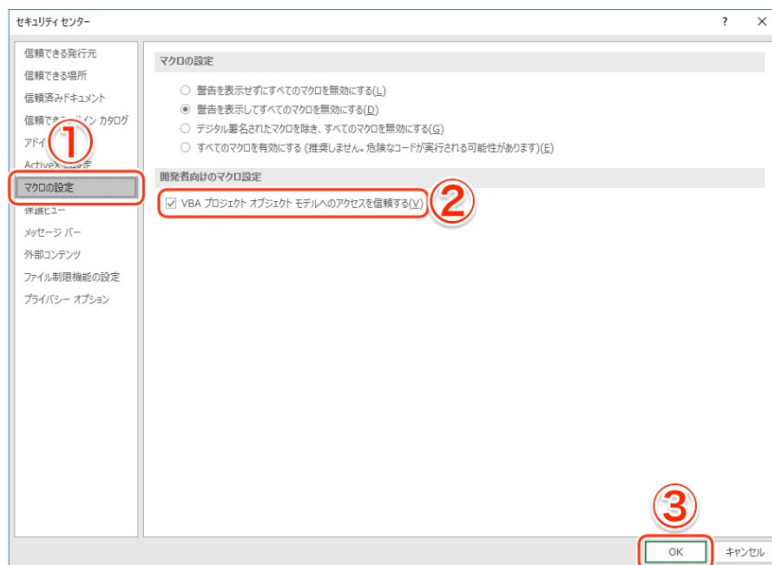 セキュリティ センター
? ×
信頼できる発行元
信頼できる場所
信頼済みドキュメント
カタログ
①
マクロの設定
保護ビュー
メッセージ バー
外部コンテンツ
ファイル制限機能の設定
プライバシー オプション
マクロの設定
警告を表示せずにすべてのマクロを無効にする(L)
警告を表示してすべてのマクロを無効にする(D)
デジタル署名されたマクロを除き、すべてのマクロを無効にする(G)
すべてのマクロを有効にする (推奨しません。危険なコードが実行される可能性があります)(E)
開発者向けのマクロ設定
VBA プロジェクト オブジェクト モデルへのアクセスを信頼する(V)
②
③
OK
キャンセル